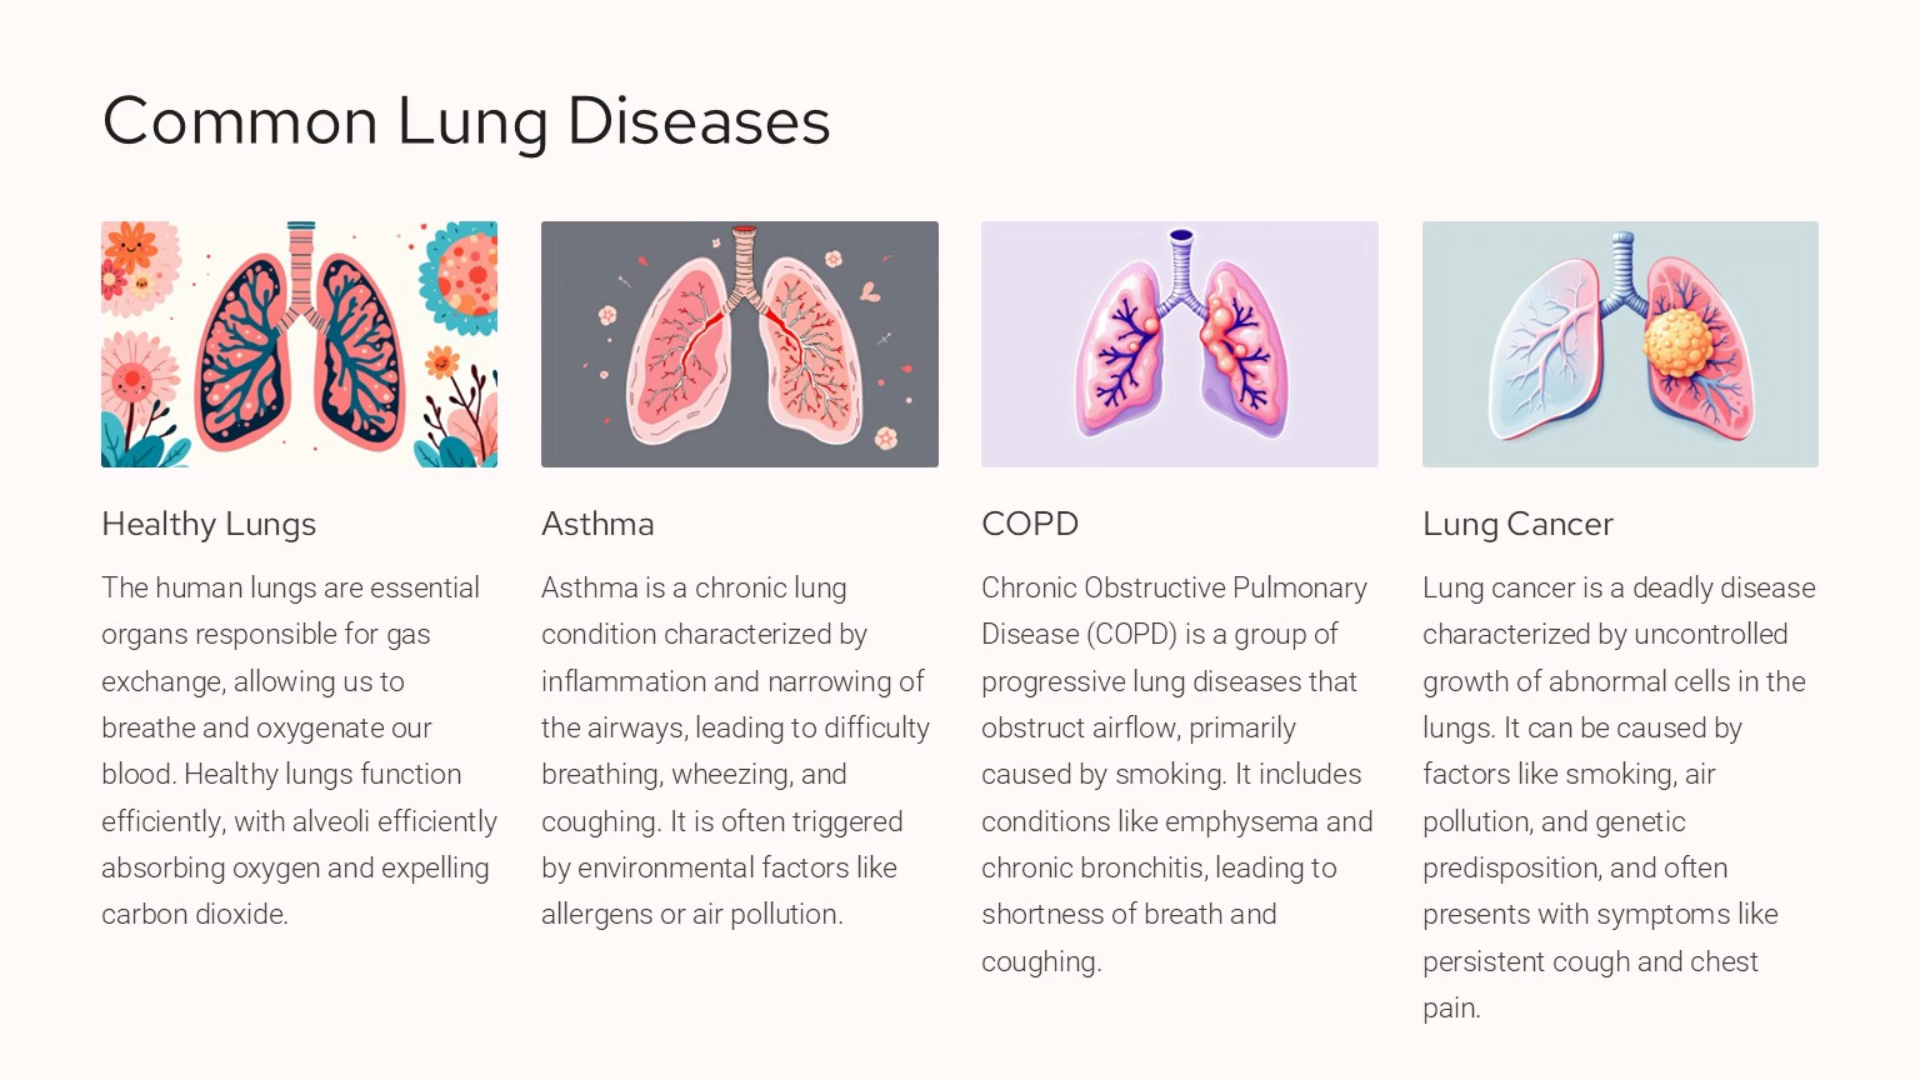 Common Lung Diseases
Healthy Lungs
The human lungs are essential
organs responsible for gas
exchange, allowing us to
breathe and oxygenate our
blood. Healthy lungs function
efficiently, with alveoli efficiently
absorbing oxygen and expelling
carbon dioxide.
Asthma
Asthma is a chronic lung
condition characterized by
inflammation and narrowing of
the airways, leading to difficulty
breathing, wheezing, and
coughing. It is often triggered
by environmental factors like
allergens or air pollution.
COPD
Chronic Obstructive Pulmonary
Disease (COPD) is a group of
progressive lung diseases that
obstruct airflow, primarily
caused by smoking. It includes
conditions like emphysema and
chronic bronchitis, leading to
shortness of breath and
coughing.
Lung Cancer
Lung cancer is a deadly disease
characterized by uncontrolled
growth of abnormal cells in the
lungs. It can be caused by
factors like smoking, air
pollution, and genetic
predisposition, and often
presents with symptoms like
persistent cough and chest
pain.